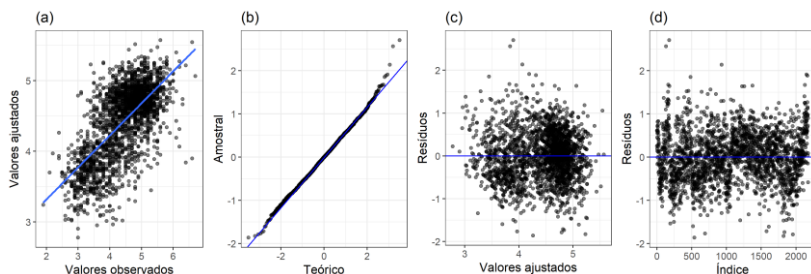 (a)
Valores ajustados
5
4
3
2
3
4
5
6
Valores observados
(b)
Amostral
2
1
0
-1
-2
-2
0
2
Teórico
(c)
Resíduos
2
1
0
-1
-2
3
4
5
Valores ajustados
(d)
Resíduos
2
1
0
-1
-2
0
500
1000
1500
2000
Índice